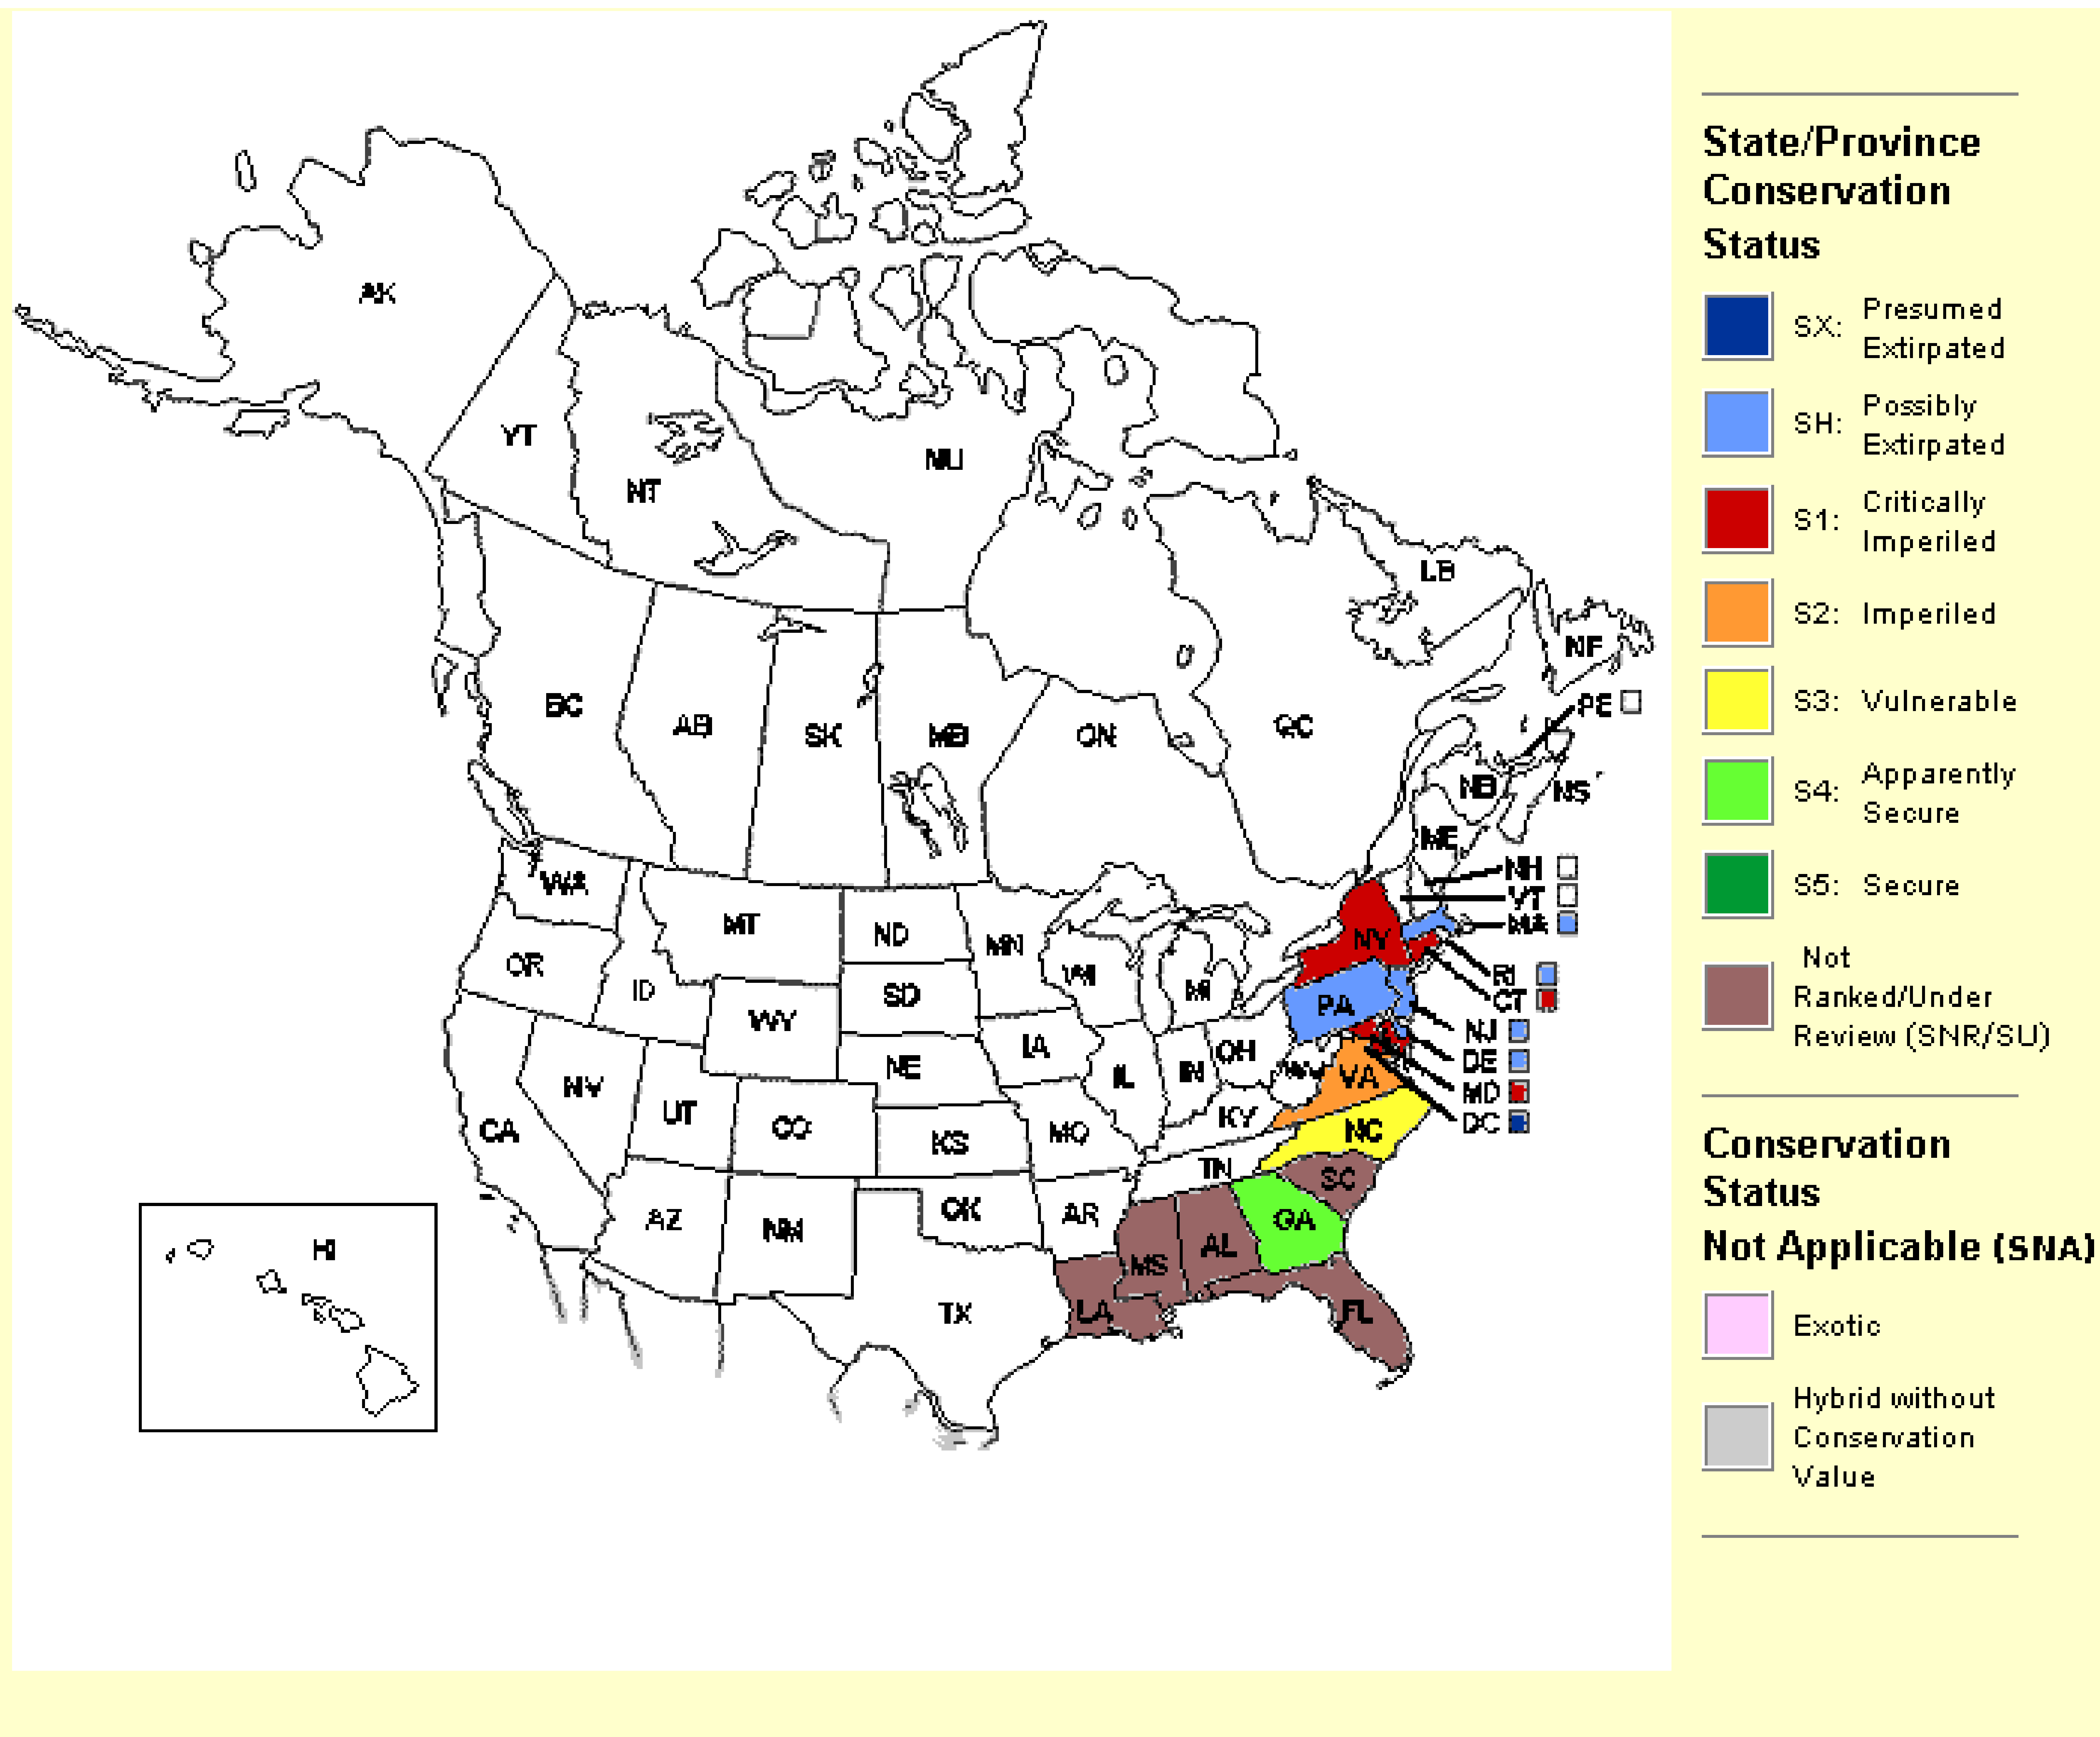 AK
YT
NT
NU
BC
AB
SK
MB
ON
QC
LB
NF
PE
NB
NS
ME
NH
VT
MA
RI
CT
NJ
DE
MD
DC
WA
MT
ND
MN
OR
ID
WY
SD
WI
MI
NY
PA
IA
NE
NV
UT
CO
KS
CA
IL
IN
OH
WV
VA
KY
MO
NC
TN
SC
AZ
NM
OK
AR
GA
AL
MS
LA
TX
FL
HI
State/Province
Conservation
Status
SX: Presumed
Extirpated
SH: Possibly
Extirpated
S1: Critically
Imperiled
S2: Imperiled
S3: Vulnerable
S4: Apparently
Secure
S5: Secure
Not
Ranked/Under
Review (SNR/SU)
Conservation
Status
Not Applicable (SNA)
Exotic
Hybrid without
Conservation
Value